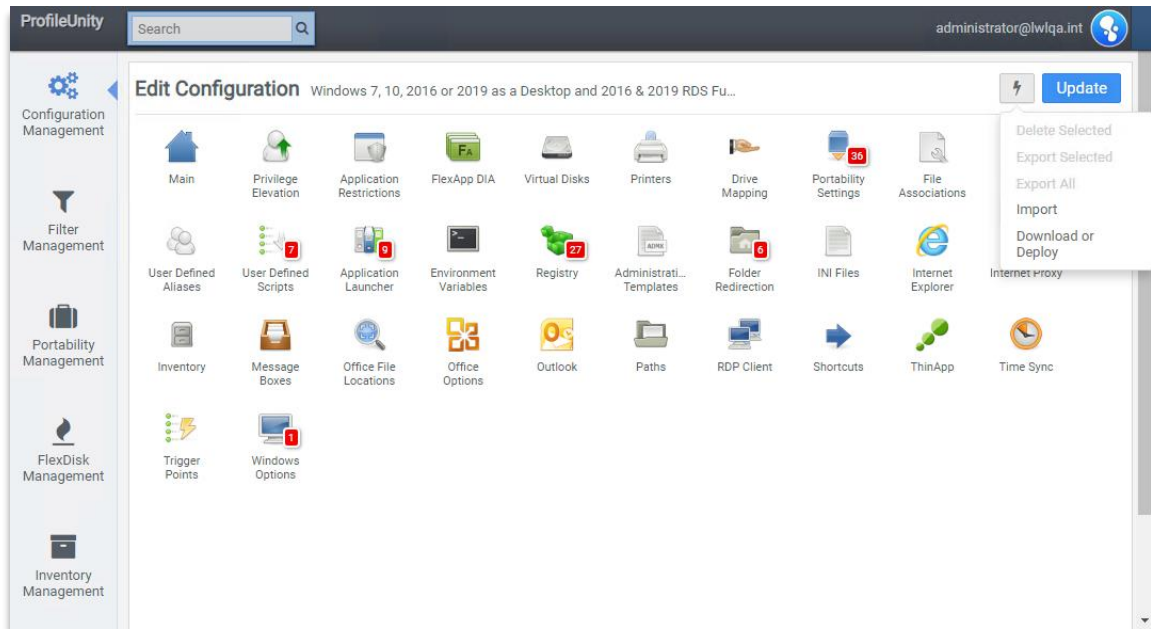 ProfileUnity
Search
administrator@lwlqa.int
Configuration
Management
Filter
Management
Portability
Management
FlexDisk
Management
Inventory
Management
Edit Configuration Windows 7, 10, 2016 or 2019 as a Desktop and 2016 & 2019 RDS Fu...
Update
Delete Selected
Export Selected
Export All
Import
Download or
Deploy
Main
Privilege
Elevation
Application
Restrictions
FA
FlexApp DIA
Virtual Disks
Printers
Drive
Mapping
36
Portability
Settings
File
Associations
User Defined
Aliases
7
User Defined
Scripts
9
Application
Launcher
Environment
Variables
27
Registry
ADMX
Administrati...
Templates
6
Folder
Redirection
INI Files
Internet
Explorer
Internet Proxy
Inventory
Message
Boxes
Office File
Locations
Office
Options
Outlook
Paths
RDP Client
Shortcuts
ThinApp
Time Sync
Trigger
Points
1
Windows
Options